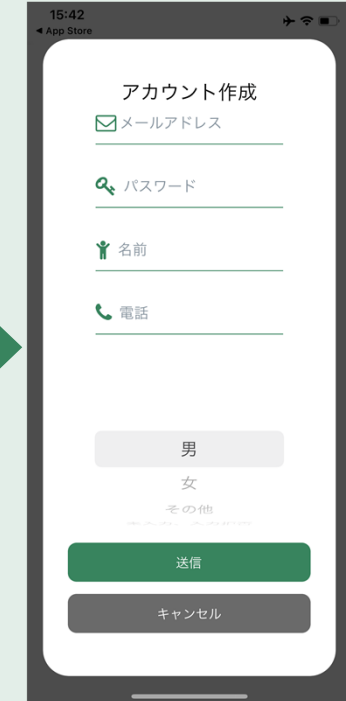 15:42
◀ App Store
アカウント作成
メールアドレス
パスワード
名前
電話
男
女
その他
送信
キャンセル